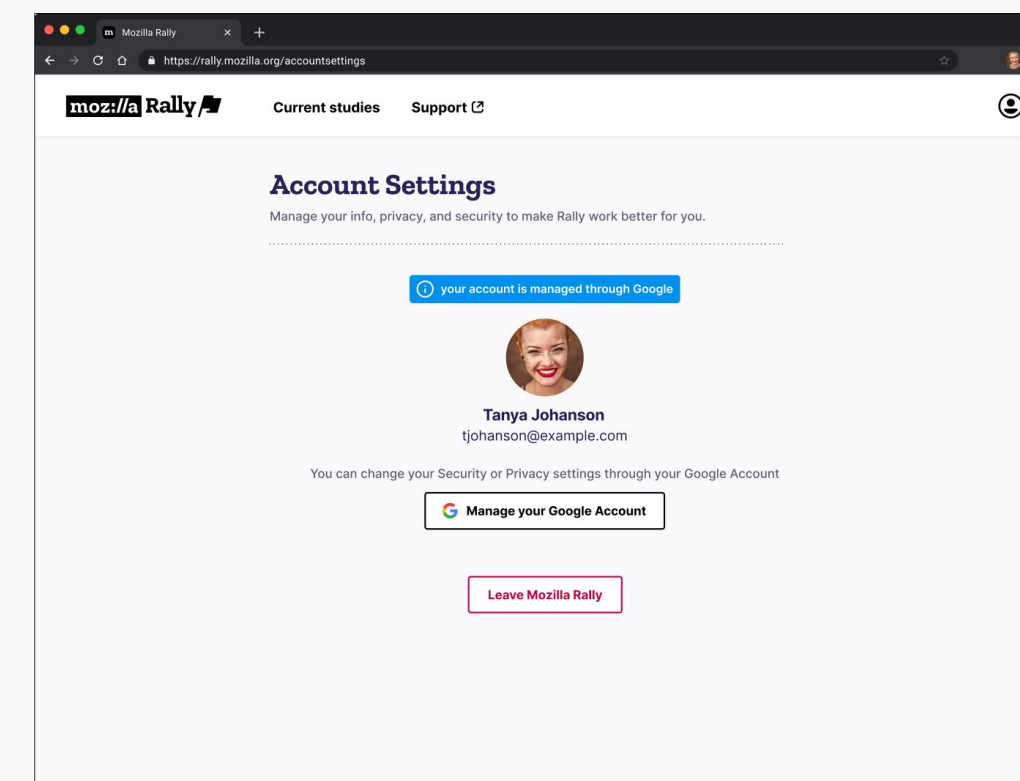 m Mozilla Rally
https://rally.mozilla.org/accountsettings
moz://a Rally Current studies Support
Account Settings
Manage your info, privacy, and security to make Rally work better for you.
your account is managed through Google
Tanya Johanson
tjohanson@example.com
You can change your Security or Privacy settings through your Google Account
G Manage your Google Account
Leave Mozilla Rally